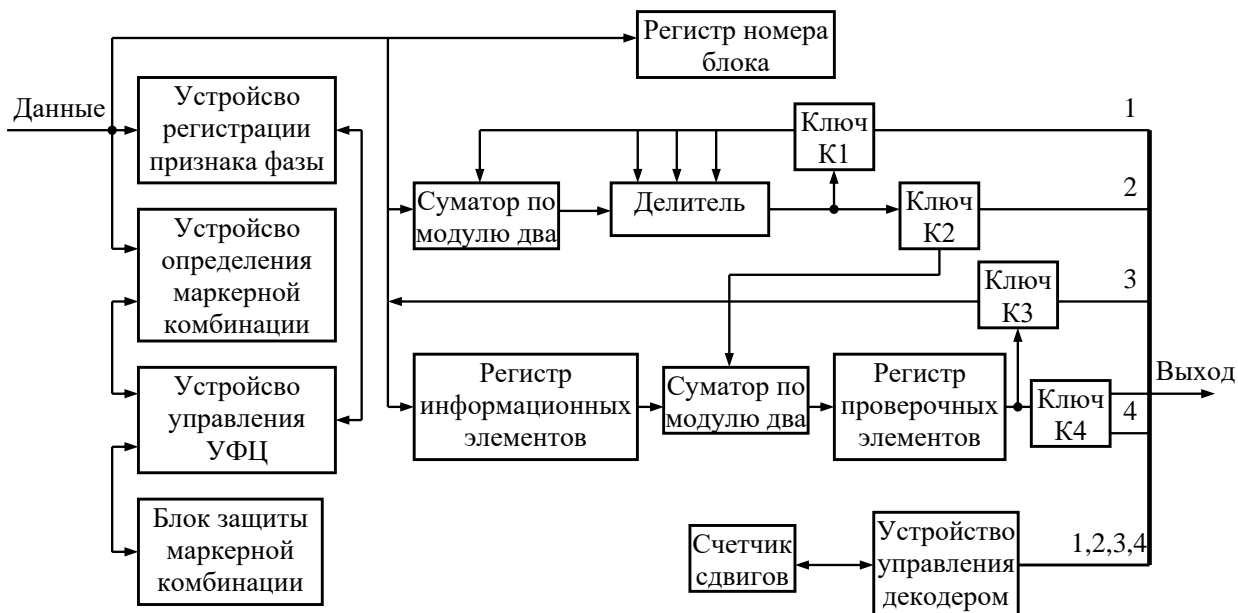 Регистр номера
блока
Данные
Устройсво
регистрации
признака фазы
Ключ
К1
1
Суматор по
модулю два
Делитель
Ключ
К2
2
Устройсво
определения
маркерной
комбинации
Ключ
К3
3
Устройсво
управления
УФЦ
Регистр
информационных
элементов
Суматор по
модулю два
Регистр
проверочных
элементов
Ключ
К4
4
Выход
Блок защиты
маркерной
комбинации
Счетчик
сдвигов
Устройство
управления
декодером
1,2,3,4